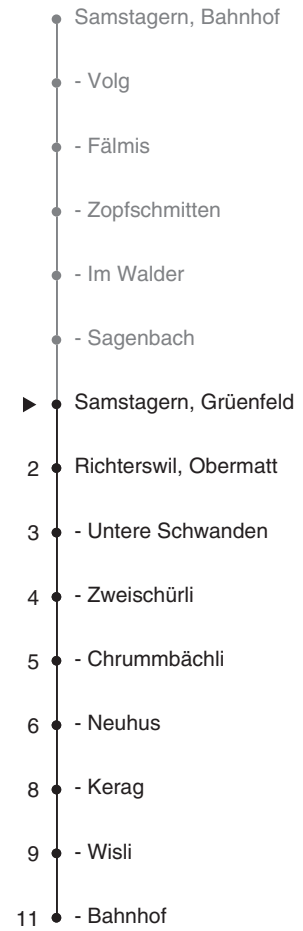 Samstagern, Bahnhof
- Volg
- Fälmis
- Zopfschmitten
- Im Walder
- Sagenbach
Samstagern, Grüenfeld
2 Richterswil, Obermatt
3 - Untere Schwanden
4 - Zweischürli
5 - Chrummbächli
6 - Neuhus
8 - Kerag
9 - Wisli
11 - Bahnhof